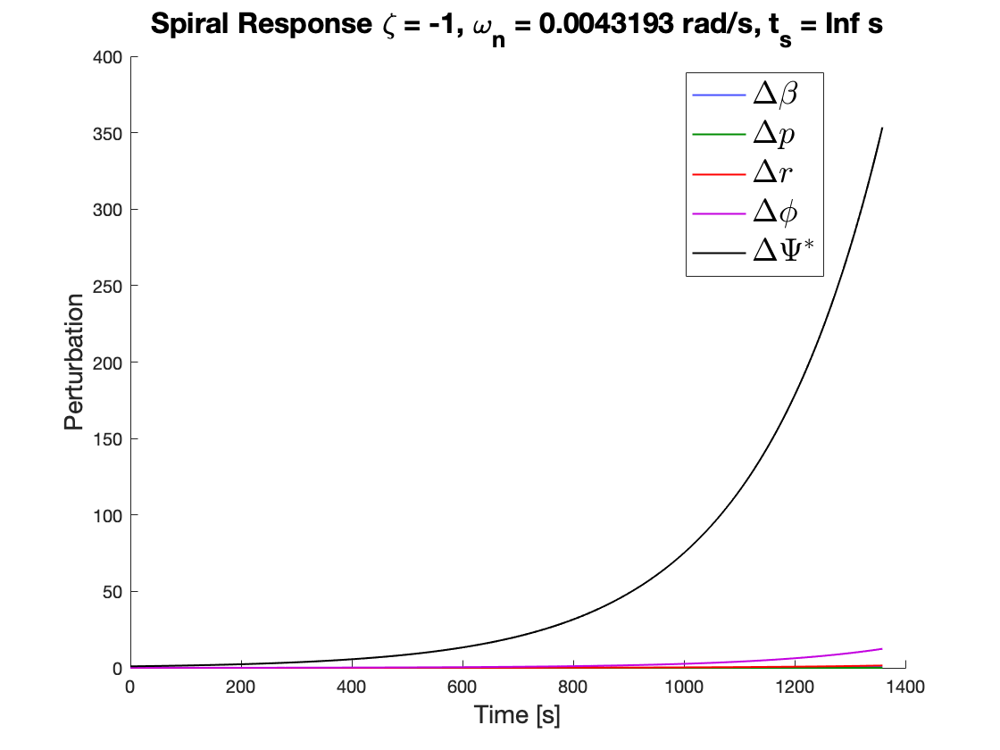 Spiral Response ζ = -1, ωn = 0.0043193 rad/s, ts = Inf s
400
350
300
250
200
150
100
50
0
Perturbation
Δβ
Δp
Δr
Δϕ
ΔΨ*
0 200 400 600 800 1000 1200 1400
Time [s]